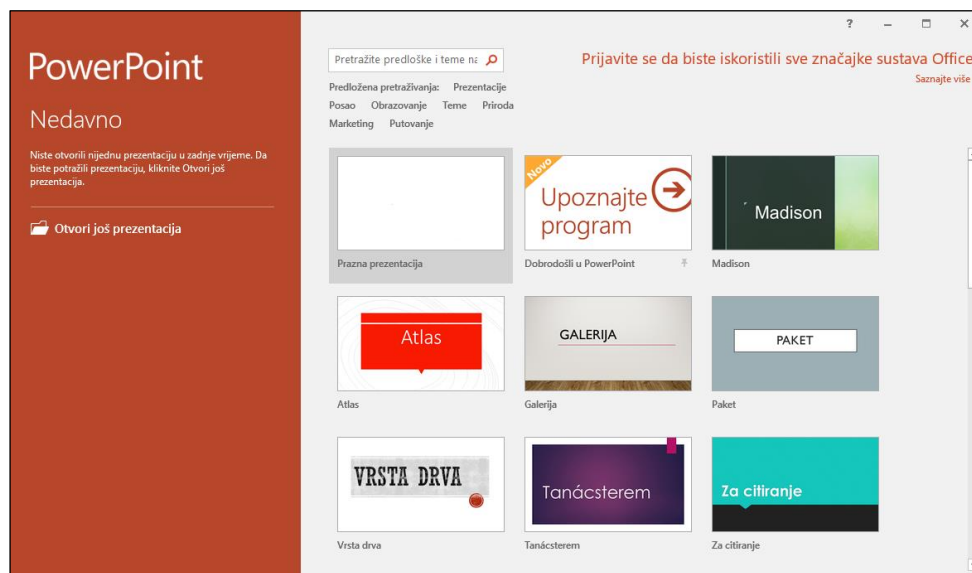 PowerPoint
Nedavno
Niste otvorili nijednu prezentaciju u zadnje vrijeme. Da
biste potražili prezentaciju, kliknite Otvori još
prezentacija.
Otvori još prezentacija
?
Pretražite predloške i teme na
Prijavite se da biste iskoristili sve značajke sustava Office
Saznajte više
Predložena pretraživanja: Prezentacije
Posao Obrazovanje Teme Priroda
Marketing Putovanje
Prazna prezentacija
Novo
Upoznajte
program
Dobrodošli u PowerPoint
Madison
Madison
Atlas
Atlas
GALERIJA
Galerija
PAKET
Paket
VRSTA DRVA
Vrsta drva
Tanácsterem
Tanácsterem
Za citiranje
Za citiranje